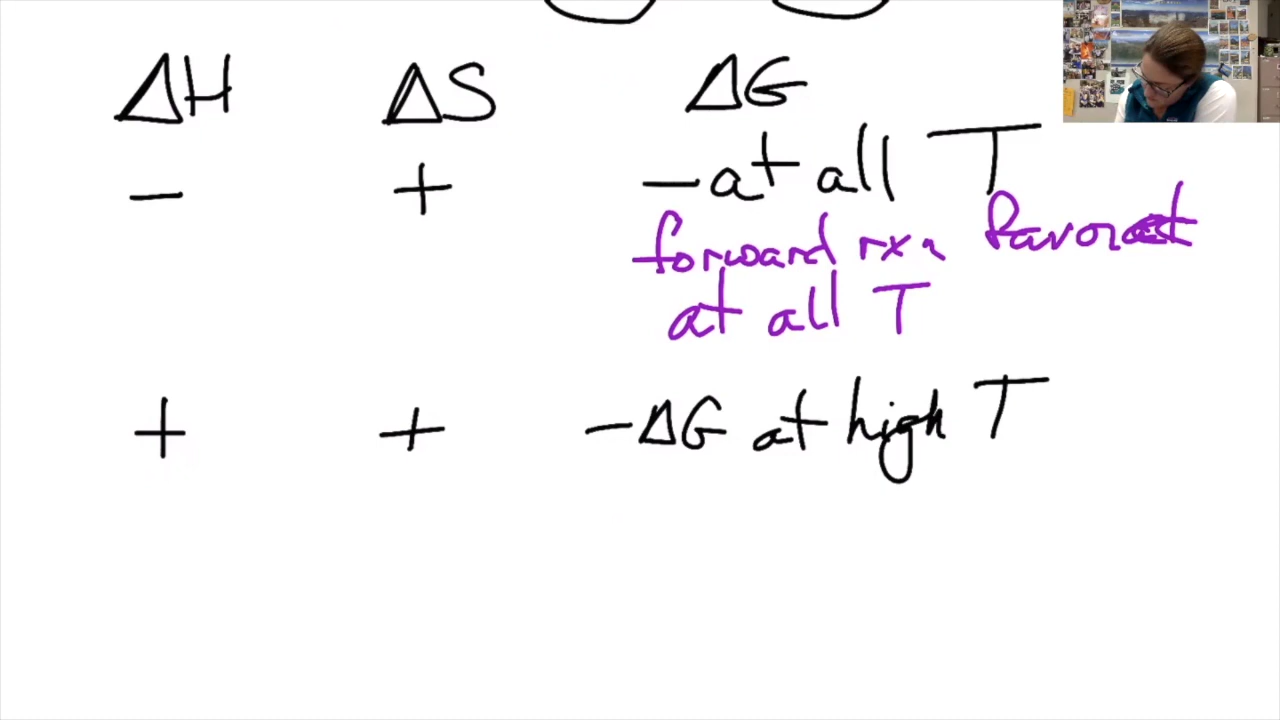 ΔH ΔS ΔG
− + − at all T
forward rxn favored
at all T
+ + −ΔG at high T